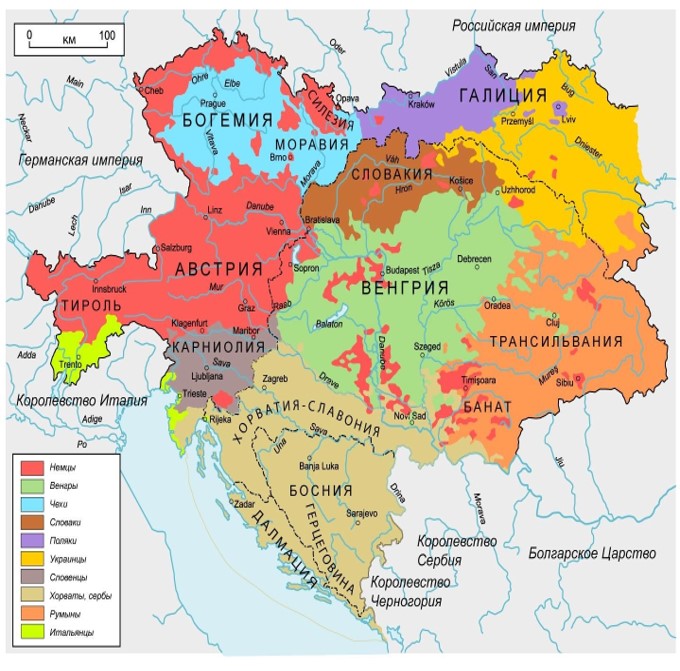 0 100
км
Российская империя
Германская империя
Королевство Италия
Королевство
Сербия
Королевство
Черногория
Болгарское Царство
БОГЕМИЯ
СИЛЕЗИЯ
МОРАВИЯ
ГАЛИЦИЯ
СЛОВАКИЯ
АВСТРИЯ
ТИРОЛЬ
ВЕНГРИЯ
КАРНИОЛИЯ
ТРАНСИЛЬВАНИЯ
БАНАТ
ХОРВАТИЯ-СЛАВОНИЯ
БОСНИЯ
ГЕРЦЕГОВИНА
ДАЛМАЦИЯ
Main
Neckar
Danube
Lech
Isar
Inn
Cheb
Ohre
Elbe
Prague
Vltava
Oder
Opava
Brno
Morava
Vistula
San
Kraków
Bug
Przemyśl
Lviv
Dniester
Váh
Hron
Košice
Uzhhorod
Linz
Danube
Vienna
Bratislava
Salzburg
Sopron
Innsbruck
Mur
Graz
Raab
Klagenfurt
Maribor
Budapest
Tisza
Debrecen
Balaton
Körös
Oradea
Cluj
Danube
Szeged
Mureş
Timişoara
Sibiu
Trento
Adda
Adige
Po
Ljubljana
Sava
Trieste
Rijeka
Zagreb
Drave
Novi Sad
Sava
Una
Banja Luka
Drina
Zadar
Sarajevo
Morava
Jiu
Немцы
Венгры
Чехи
Словаки
Поляки
Украинцы
Словенцы
Хорваты, сербы
Румыны
Итальянцы